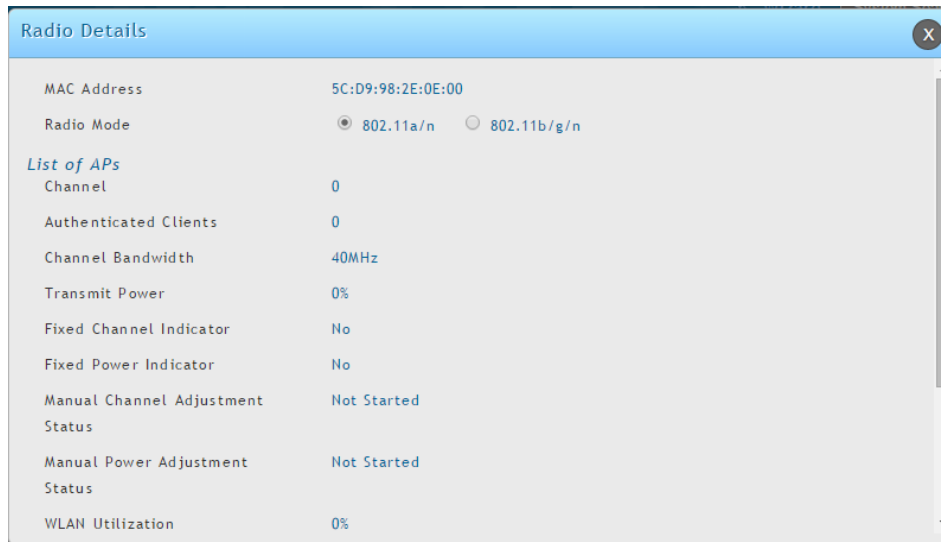 Radio Details
X
MAC Address 5C:D9:98:2E:0E:00
Radio Mode 802.11a/n 802.11b/g/n
List of APs
Channel 0
Authenticated Clients 0
Channel Bandwidth 40MHz
Transmit Power 0%
Fixed Channel Indicator No
Fixed Power Indicator No
Manual Channel Adjustment Not Started
Status
Manual Power Adjustment Not Started
Status
WLAN Utilization 0%